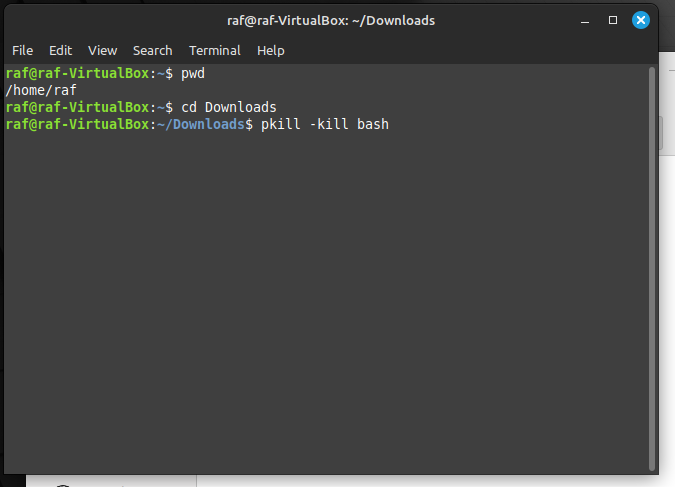 raf@raf-VirtualBox: ~/Downloads
File Edit View Search Terminal Help
raf@raf-VirtualBox:~$ pwd
/home/raf
raf@raf-VirtualBox:~$ cd Downloads
raf@raf-VirtualBox:~/Downloads$ pkill -kill bash